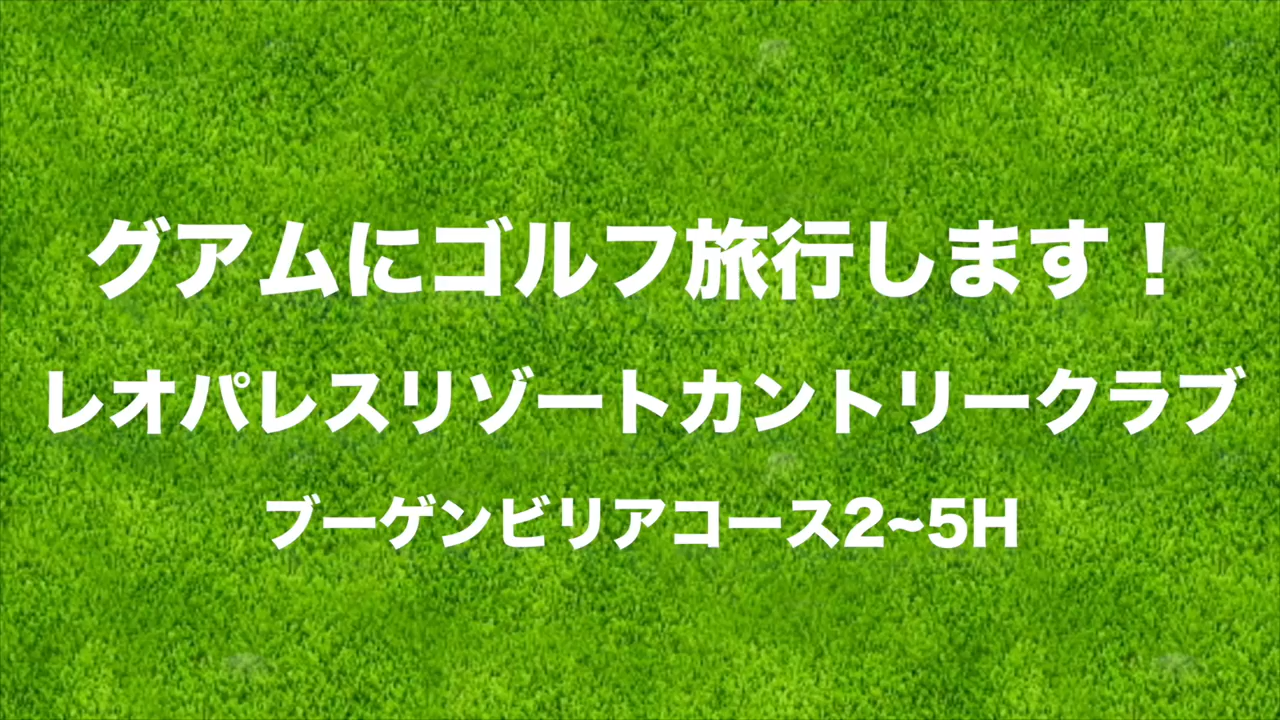 グアムにゴルフ旅行します！
レオパレスリゾートカントリークラブ
ブーゲンビリアコース2~5H